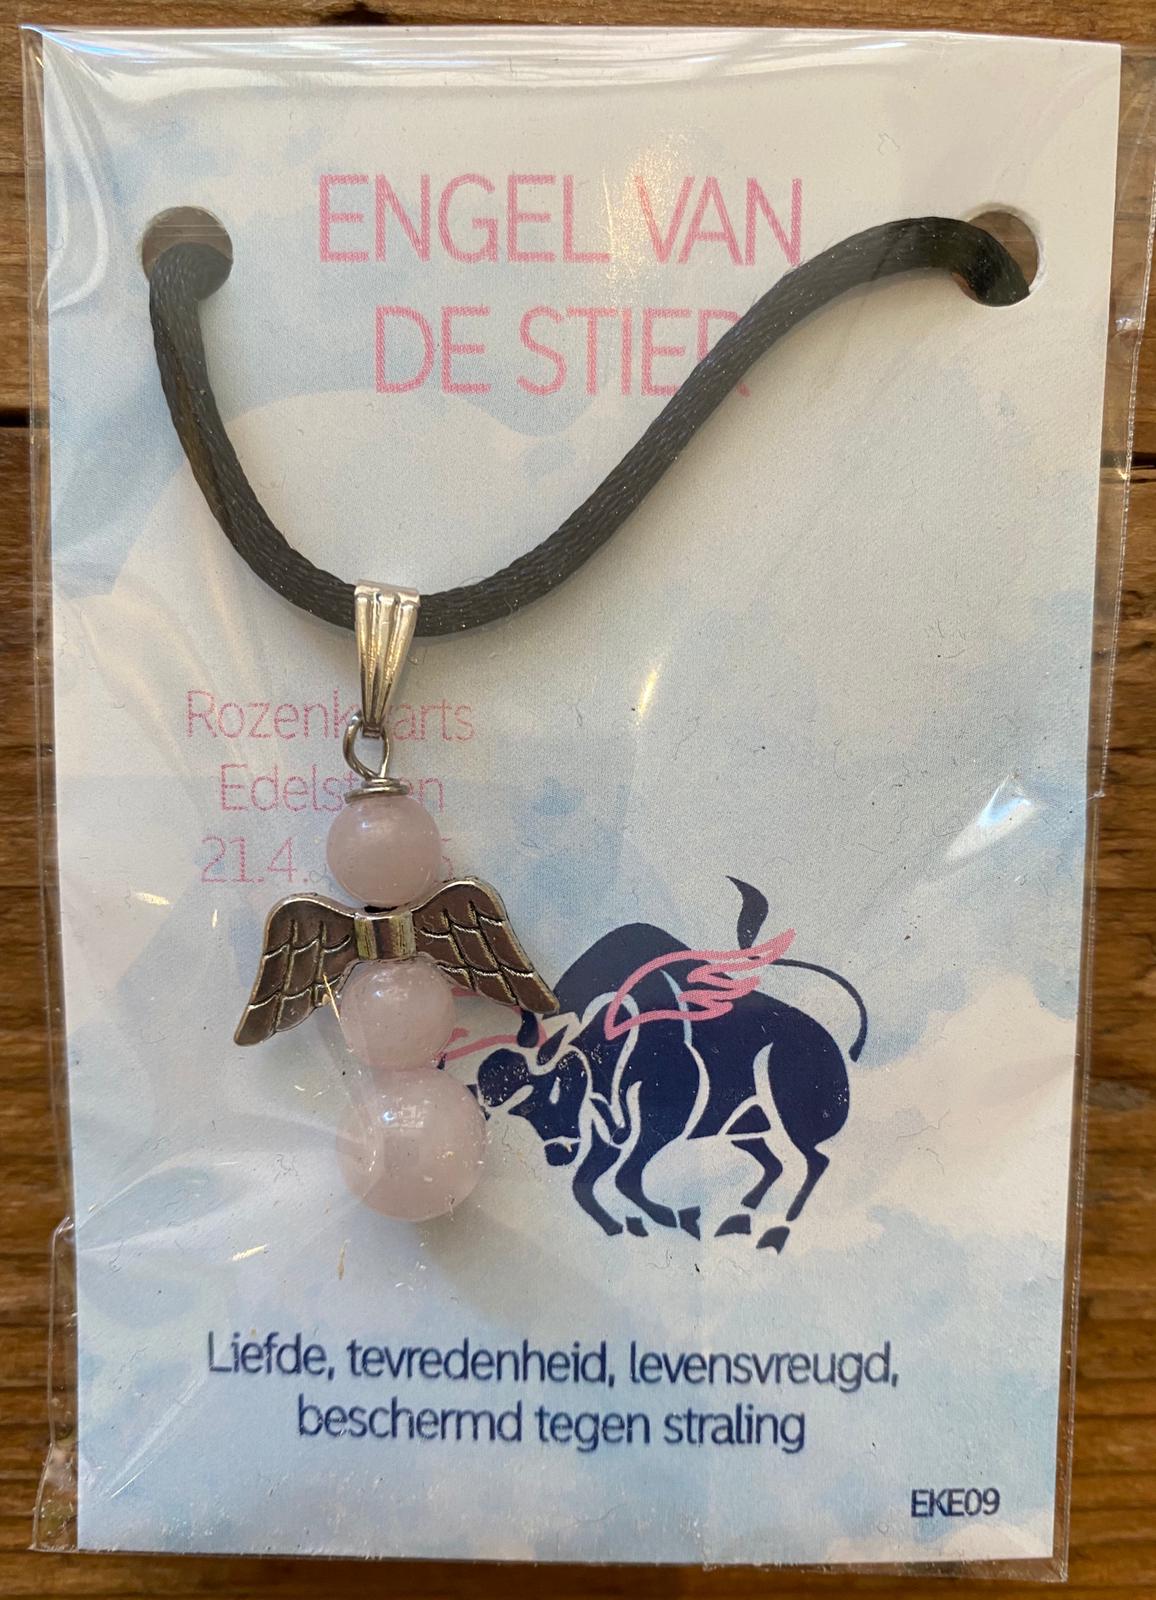 ENGEL VAN
DE STIER
Liefde, tevredenheid, levensvreugd,
beschermd tegen straling
EKE09